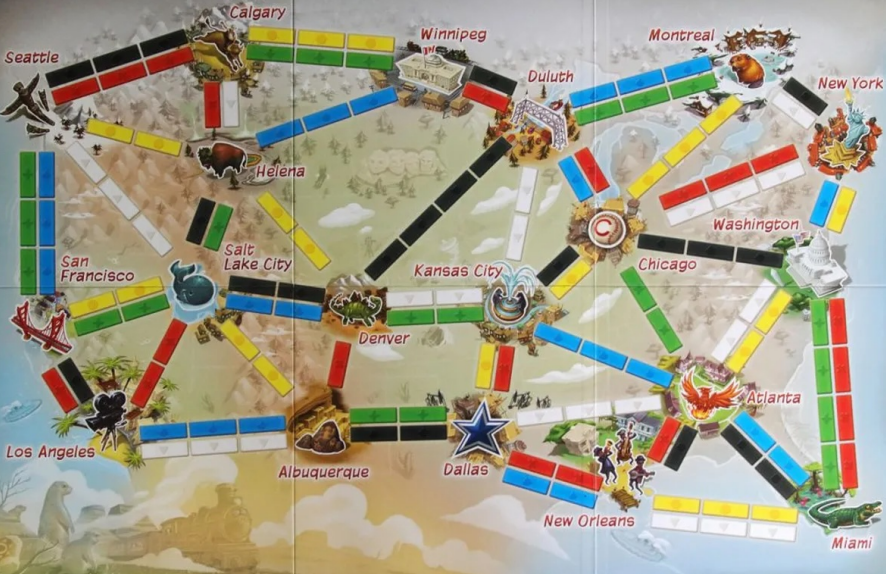 Calgary
Winnipeg
Montreal
Seattle
Duluth
New York
Helena
Washington
San
Francisco
Salt
Lake City
Kansas City
Chicago
Denver
Atlanta
Los Angeles
Albuquerque
Dallas
New Orleans
Miami
C